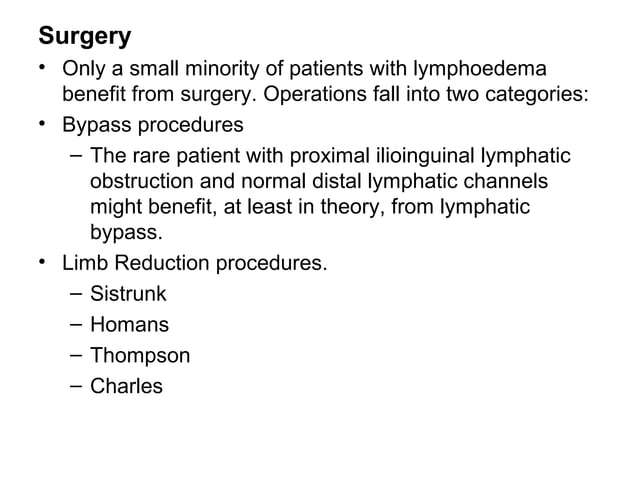 Surgery
• Only a small minority of patients with lymphoedema
benefit from surgery. Operations fall into two categories:
• Bypass procedures
– The rare patient with proximal ilioinguinal lymphatic
obstruction and normal distal lymphatic channels
might benefit, at least in theory, from lymphatic
bypass.
• Limb Reduction procedures.
– Sistrunk
– Homans
– Thompson
– Charles